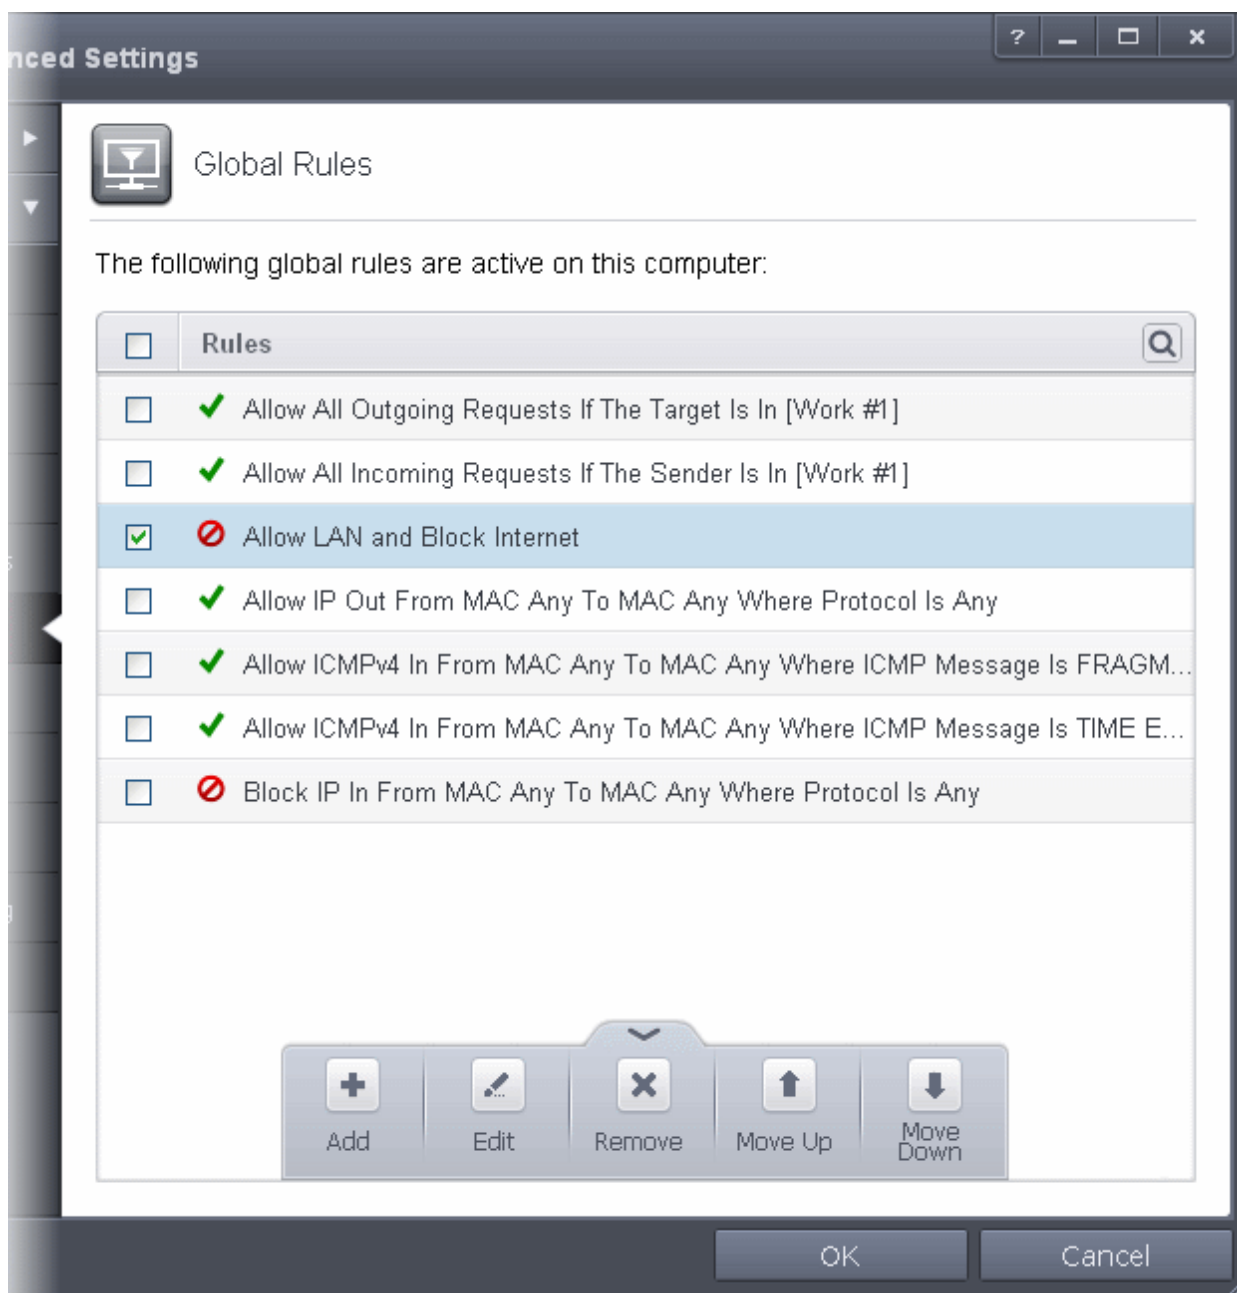 nced Settings
?
Global Rules
The following global rules are active on this computer:
Rules
Allow All Outgoing Requests If The Target Is In [Work #1]
Allow All Incoming Requests If The Sender Is In [Work #1]
Allow LAN and Block Internet
Allow IP Out From MAC Any To MAC Any Where Protocol Is Any
Allow ICMPv4 In From MAC Any To MAC Any Where ICMP Message Is FRAGM...
Allow ICMPv4 In From MAC Any To MAC Any Where ICMP Message Is TIME E...
Block IP In From MAC Any To MAC Any Where Protocol Is Any
Add
Edit
Remove
Move Up
Move
Down
OK
Cancel